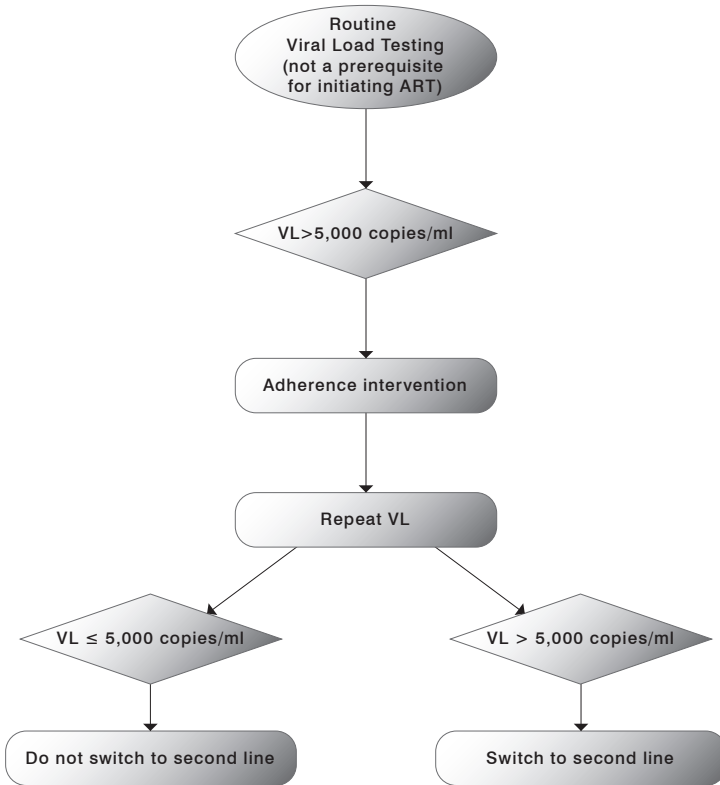 Routine
Viral Load Testing
(not a prerequisite
for initiating ART)
VL>5,000 copies/ml
Adherence intervention
Repeat VL
VL ≤ 5,000 copies/ml
VL > 5,000 copies/ml
Do not switch to second line
Switch to second line